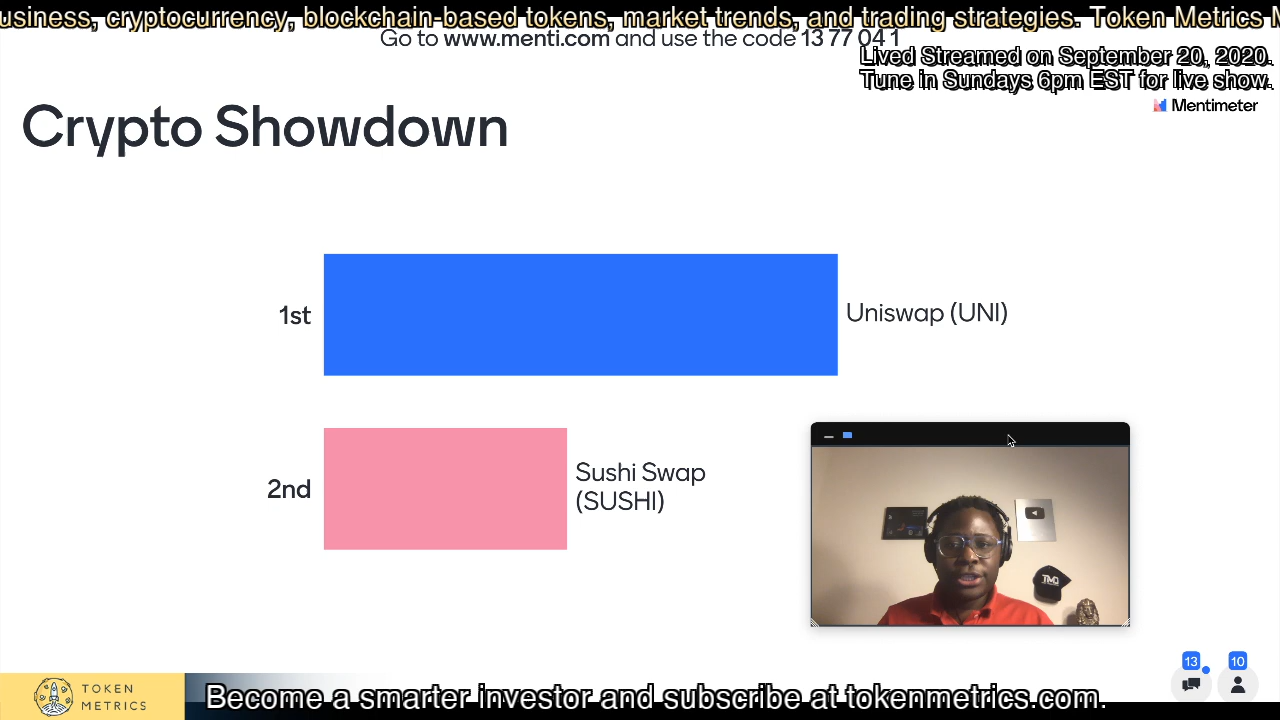 usiness, cryptocurrency, blockchain-based tokens, market trends, and trading strategies. Token Metrics M
Go to www.menti.com and use the code 13 77 04 1
Lived Streamed on September 20, 2020.
Tune in Sundays 6pm EST for live show.
Mentimeter
Crypto Showdown
1st
Uniswap (UNI)
2nd
Sushi Swap
(SUSHI)
13
10
TOKEN
METRICS
Become a smarter investor and subscribe at tokenmetrics.com.